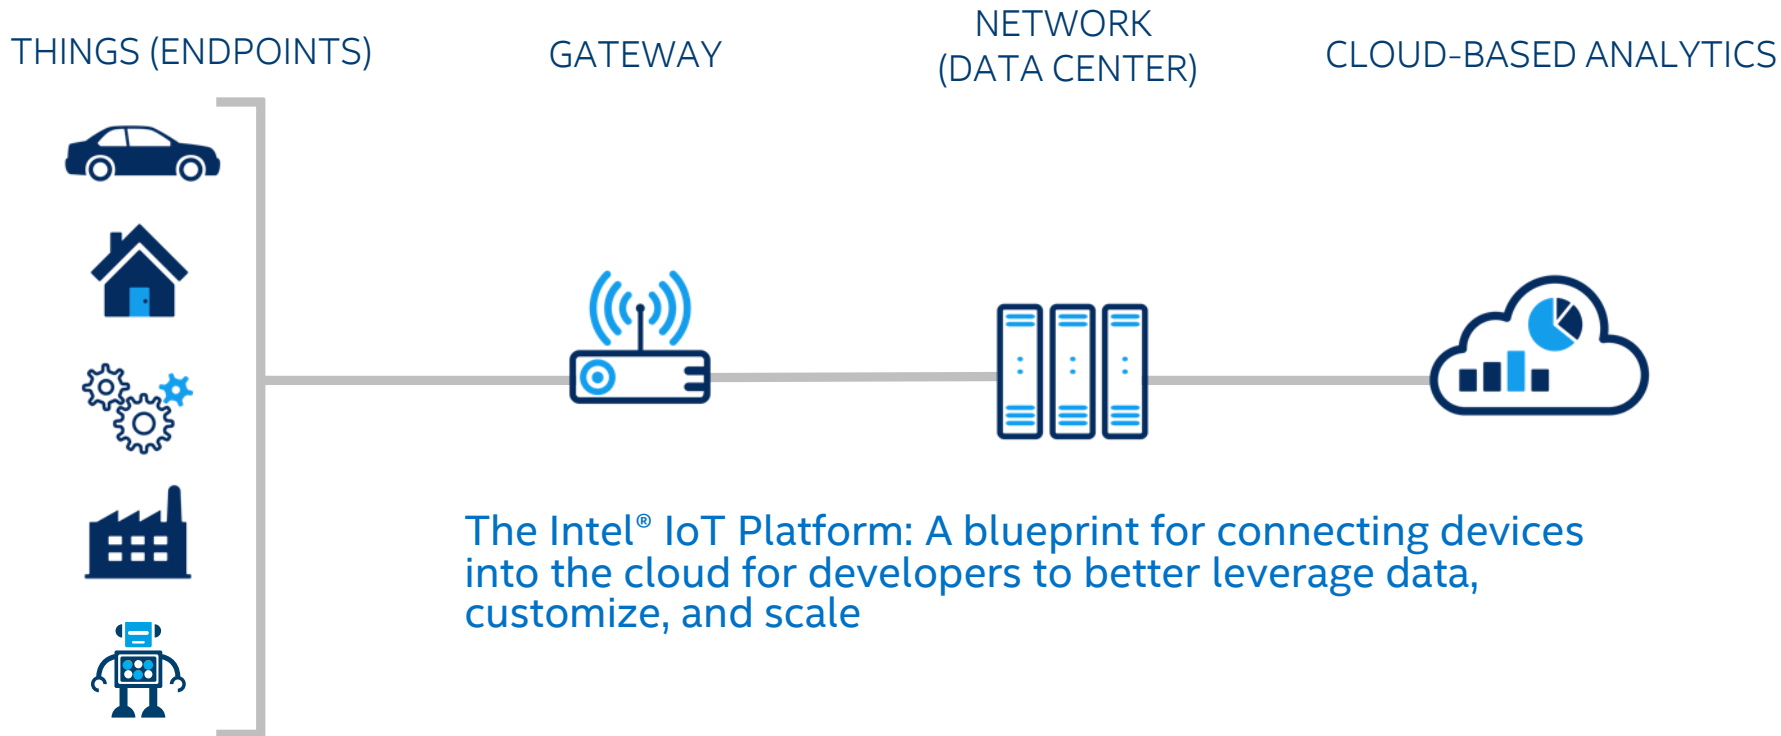 THINGS (ENDPOINTS)
GATEWAY
NETWORK
(DATA CENTER)
CLOUD-BASED ANALYTICS
The Intel® IoT Platform: A blueprint for connecting devices
into the cloud for developers to better leverage data,
customize, and scale